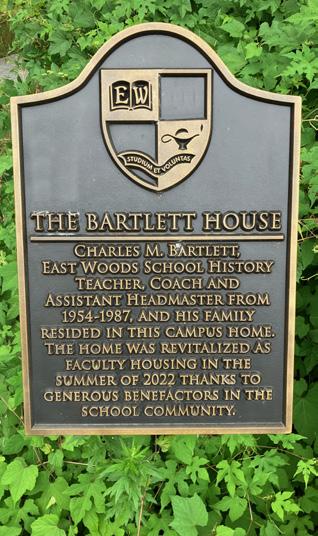 EW
STUDIUM ET VOLUNTAS
THE BARTLETT HOUSE
CHARLES M. BARTLETT,
EAST WOODS SCHOOL HISTORY
TEACHER, COACH AND
ASSISTANT HEADMASTER FROM
1954-1987, AND HIS FAMILY
RESIDED IN THIS CAMPUS HOME.
THE HOME WAS REVITALIZED AS
FACULTY HOUSING IN THE
SUMMER OF 2022 THANKS TO
GENEROUS BENEFACTORS IN THE
SCHOOL COMMUNITY.